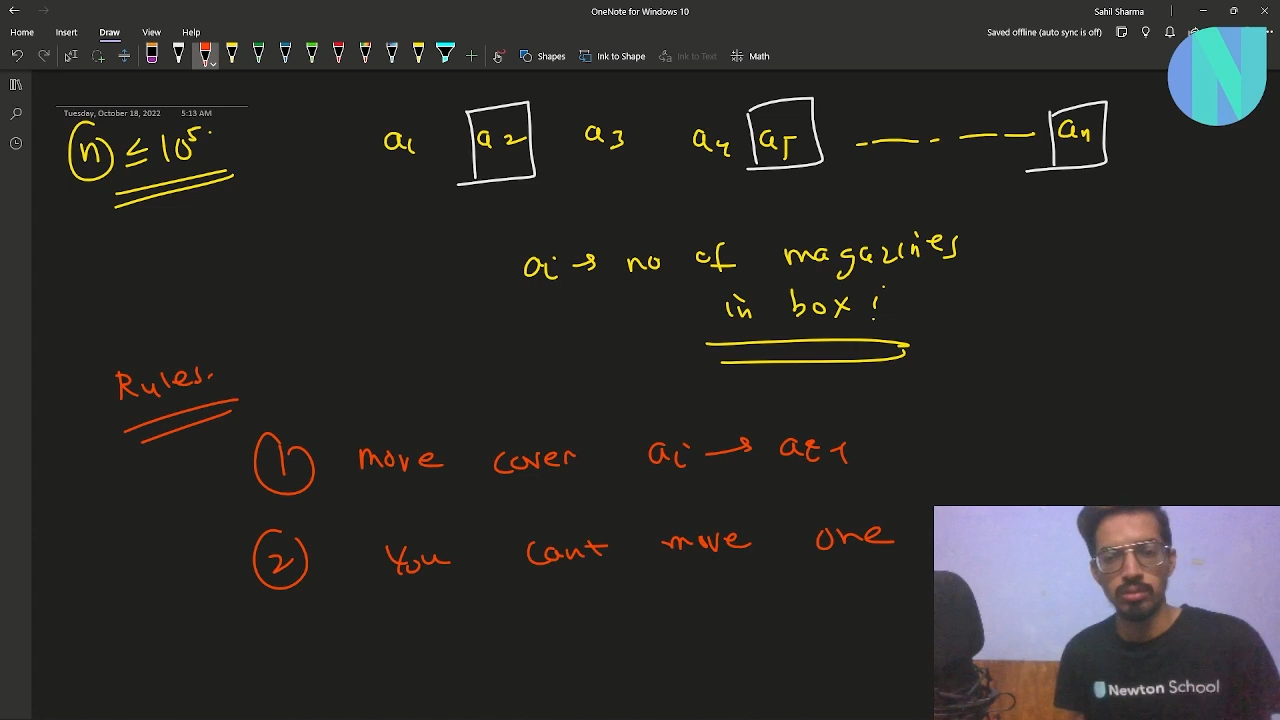 OneNote for Windows 10
Sahil Sharma
Home Insert Draw View Help
Saved offline (auto sync is off)
Shapes Ink to Shape Ink to Text Math
Tuesday, October 18, 2022 5:13 AM
n ≤ 10^5
a1 a2 a3 a4 a5 ----- an
ai → no of magazines
in box i
Rules.
1 move cover ai → ai-1
2 You cant move one
Newton School